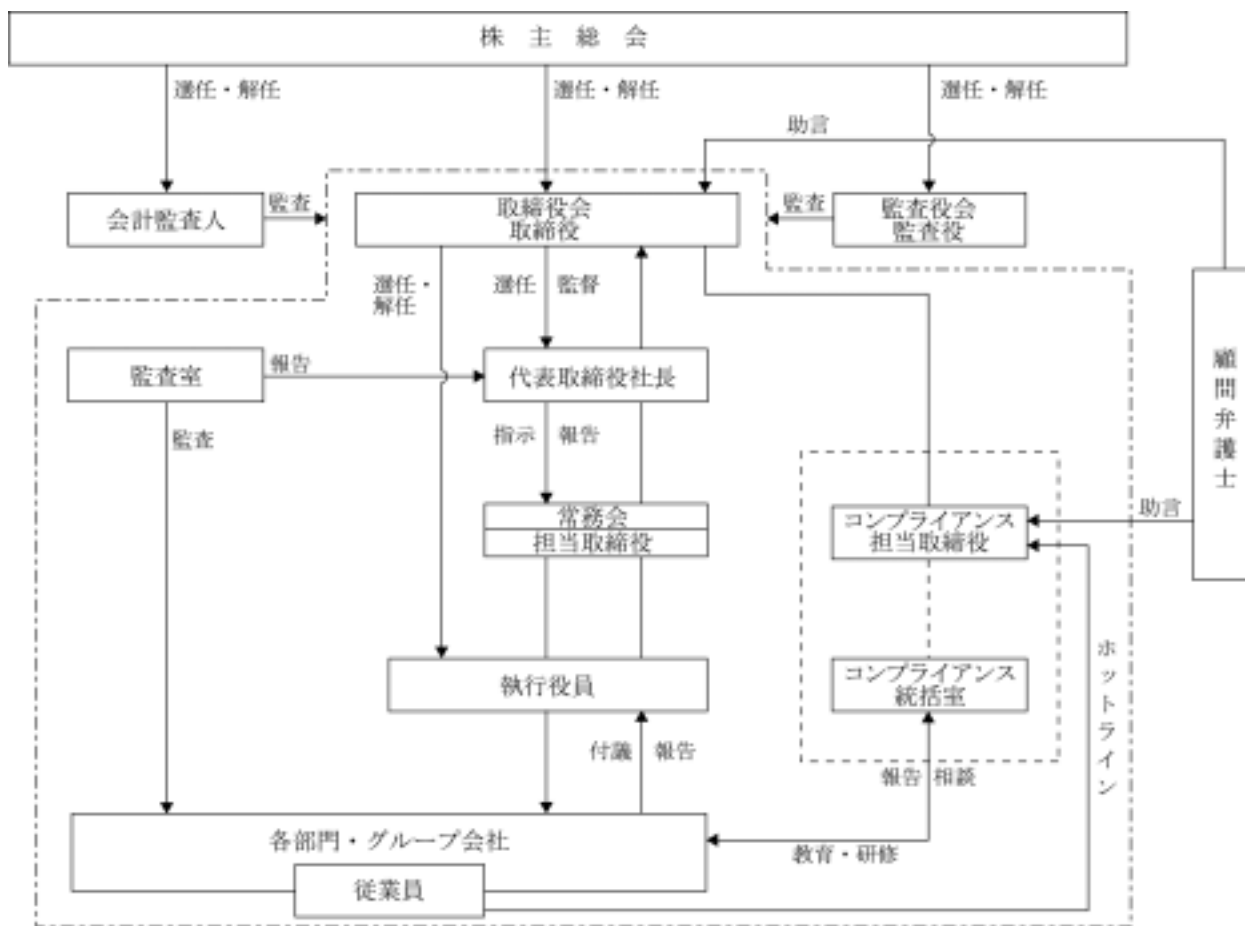 株主総会
選任・解任
選任・解任
選任・解任
助言
会計監査人
監査
取締役会
取締役
監査
監査役会
監査役
選任・
解任
選任
監督
監査室
報告
代表取締役社長
顧問弁護士
監査
指示
報告
常務会
担当取締役
コンプライアンス
担当取締役
助言
執行役員
コンプライアンス
統括室
ホットライン
付議
報告
報告
相談
各部門・グループ会社
教育・研修
従業員